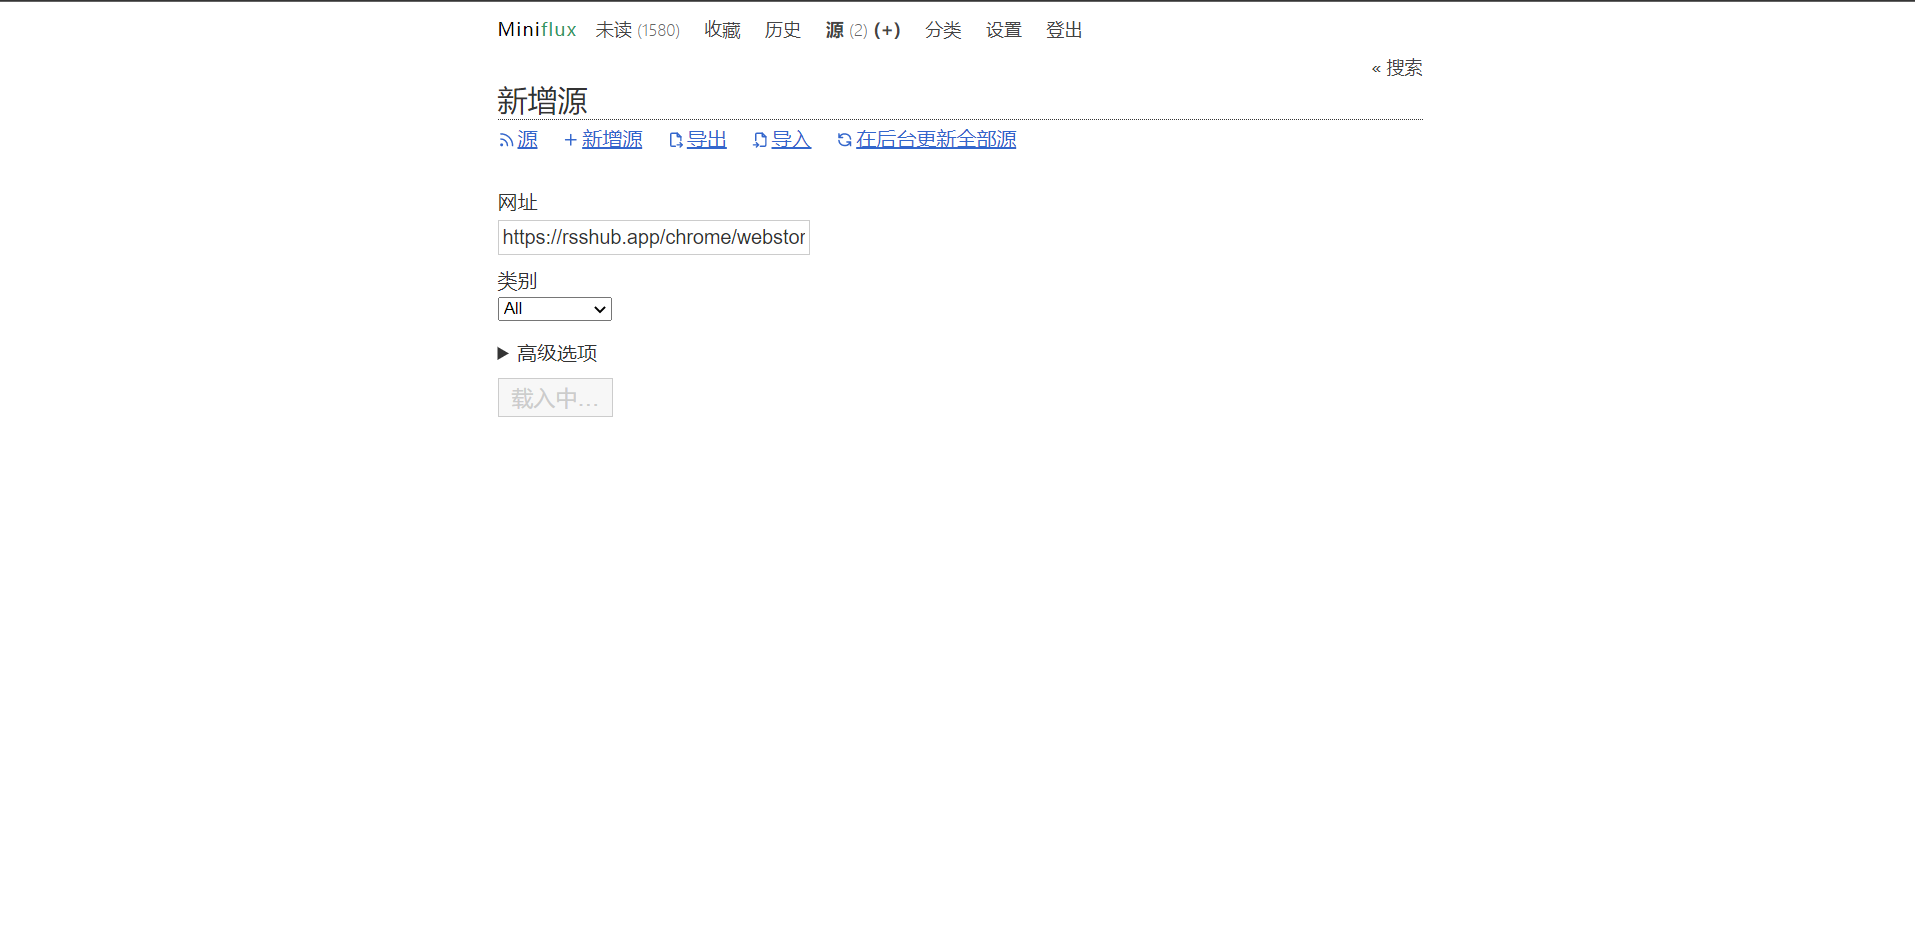 Miniflux 未读 (1580) 收藏 历史 源 (2) (+) 分类 设置 登出
« 搜索
新增源
源 + 新增源 导出 导入 在后台更新全部源
网址
https://rsshub.app/chrome/webstor
类别
All
高级选项
载入中…